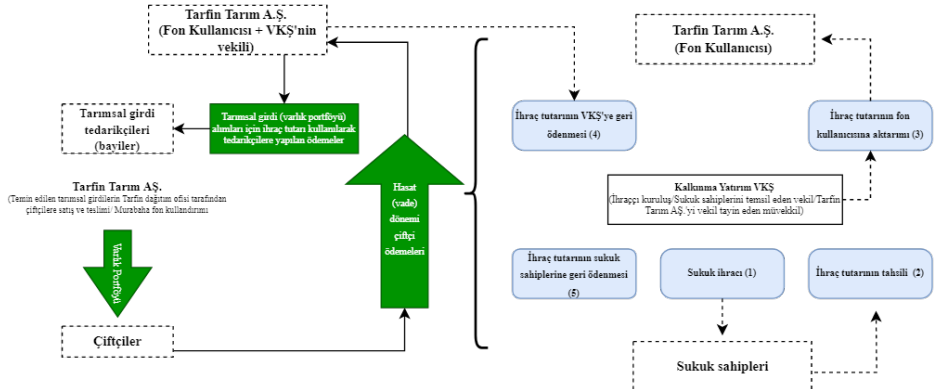 Tarfin Tarım A.Ş.
(Fon Kullanıcısı + VKŞ'nin
vekili)
Tarımsal girdi
tedarikçileri
(bayiler)
Tarımsal girdi (varlık portföyü)
alımları için ihraç tutarı kullanılarak
tedarikçilere yapılan ödemeler
Tarfin Tarım AŞ.
(Temin edilen tarımsal girdilerin Tarfin dağıtım ofisi tarafından
çiftçilere satış ve teslimi/ Murabaha fon kullandırımı
Varlık Portföyü
Çiftçiler
Hasat
(vade)
dönemi
çiftçi
ödemeleri
Tarfin Tarım A.Ş.
(Fon Kullanıcısı)
İhraç tutarının VKŞ'ye geri
ödenmesi (4)
İhraç tutarının fon
kullanıcısına aktarımı (3)
Kalkınma Yatırım VKŞ
(İhraççı kuruluş/Sukuk sahiplerini temsil eden vekil/Tarfin
Tarım AŞ.'yi vekil tayin eden müvekkil)
İhraç tutarının sukuk
sahiplerine geri ödenmesi
(5)
Sukuk ihracı (1)
İhraç tutarının tahsili (2)
Sukuk sahipleri